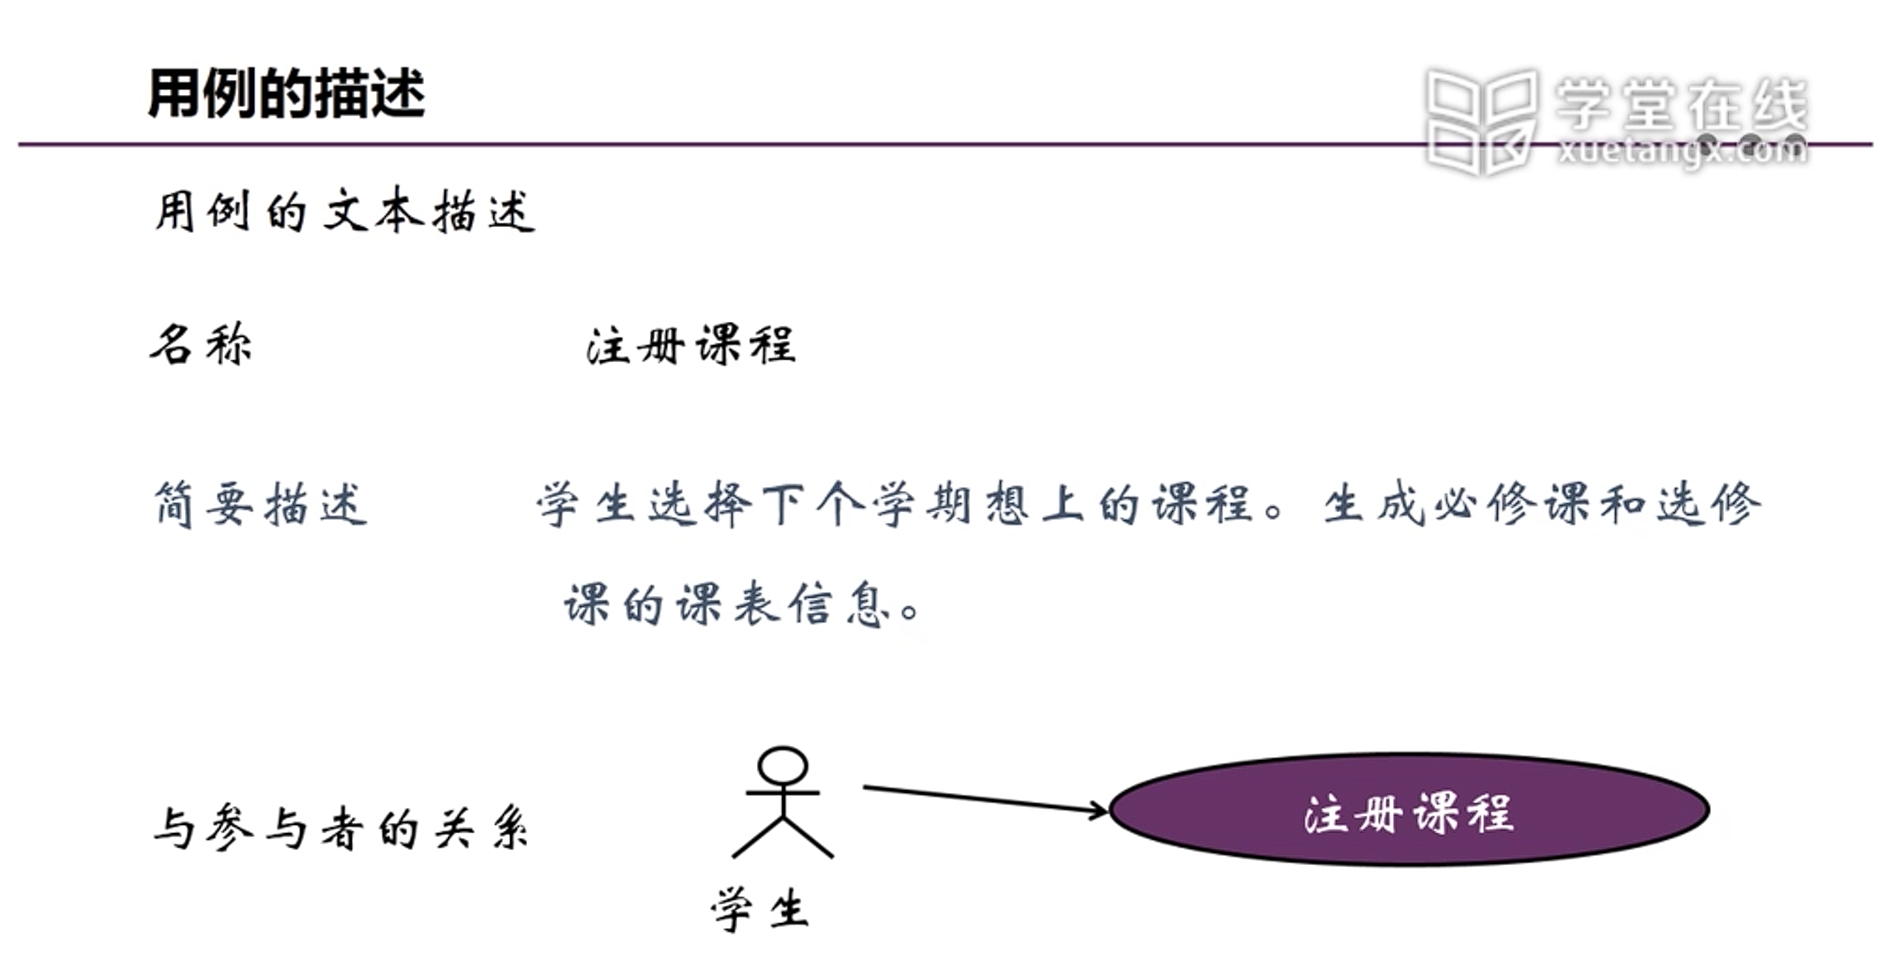 用例的描述
学堂在线
xuetangx.com
用例的文本描述
名称 注册课程
简要描述 学生选择下个学期想上的课程。生成必修课和选修
课的课表信息。
与参与者的关系
注册课程
学生